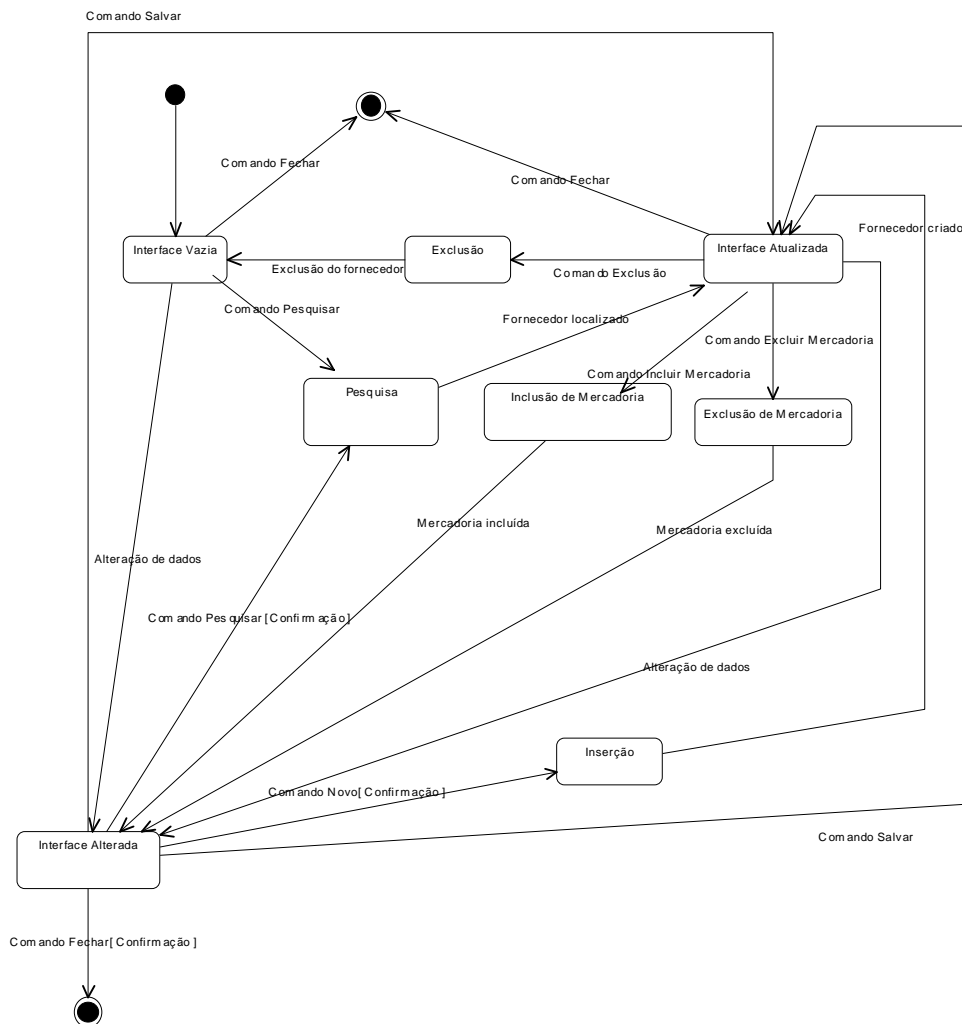 Comando Salvar
Comando Fechar
Comando Fechar
Fornecedor criado
Interface Vazia
Exclusão
Interface Atualizada
Exclusão do fornecedor
Comando Exclusão
Comando Pesquisar
Fornecedor localizado
Comando Excluir Mercadoria
Comando Incluir Mercadoria
Pesquisa
Inclusão de Mercadoria
Exclusão de Mercadoria
Mercadoria incluída
Mercadoria excluída
Alteração de dados
Comando Pesquisar[Confirmação]
Alteração de dados
Inserção
Comando Novo[Confirmação]
Comando Salvar
Interface Alterada
Comando Fechar[Confirmação]